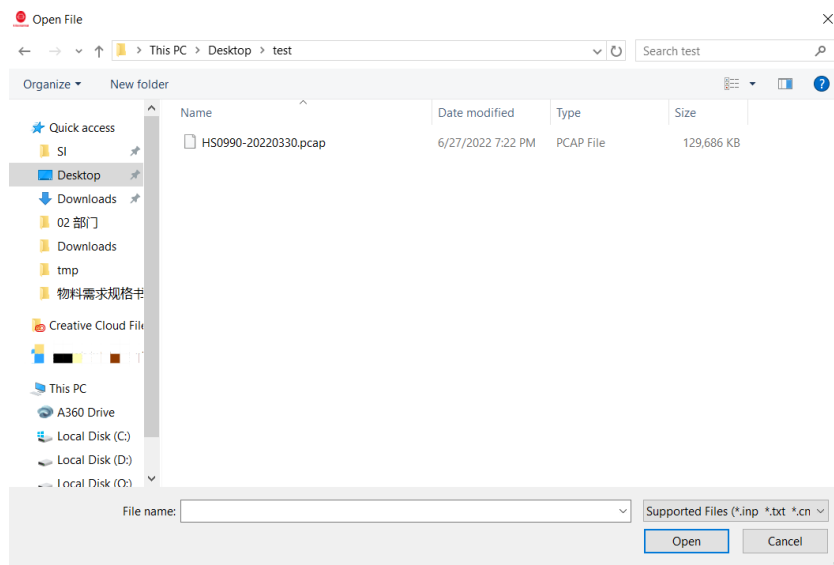 Open File
This PC > Desktop > test
Search test
Organize
New folder
Name
Date modified
Type
Size
HS0990-20220330.pcap
6/27/2022 7:22 PM
PCAP File
129,686 KB
Quick access
SI
Desktop
Downloads
02 部门
Downloads
tmp
物料需求规格书
Creative Cloud File
This PC
A360 Drive
Local Disk (C:)
Local Disk (D:)
Local Disk (Q:)
File name:
Supported Files (*.inp *.txt *.cn
Open
Cancel